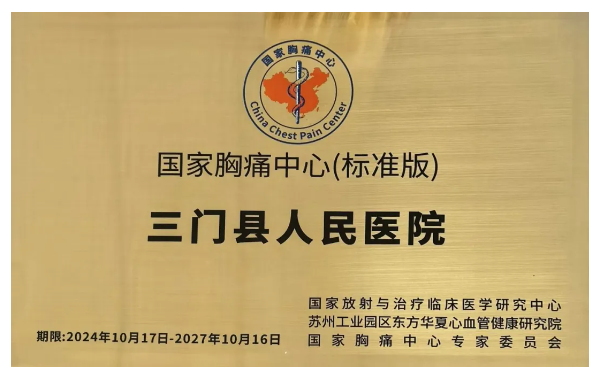 国家胸痛中心
China Chest Pain Center
国家胸痛中心(标准版)
三门县人民医院
国家放射与治疗临床医学研究中心
苏州工业园区东方华夏心血管健康研究院
期限:2024年10月17日-2027年10月16日
国家胸痛中心专家委员会